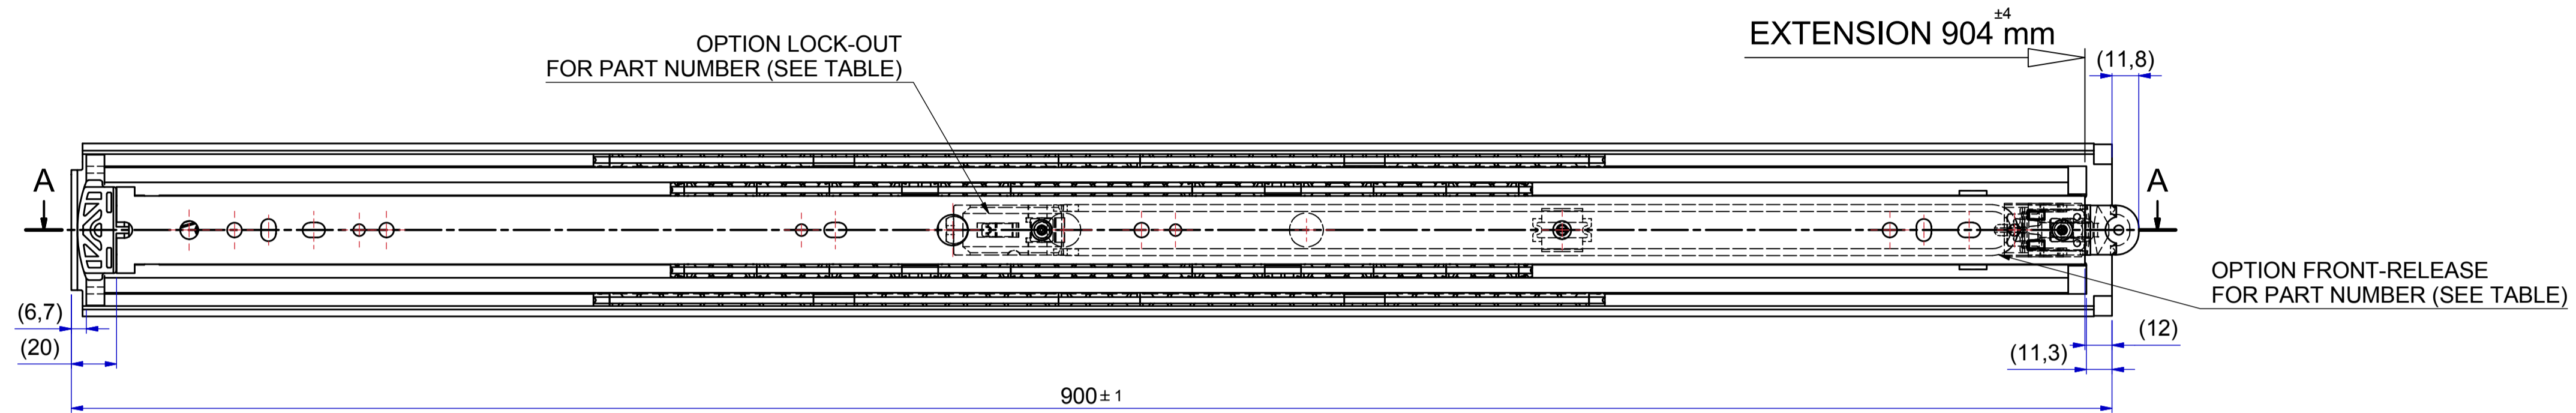 EXTENSION 904 ±4 mm
OPTION LOCK-OUT
FOR PART NUMBER (SEE TABLE)
(11,8)
A
A
OPTION FRONT-RELEASE
FOR PART NUMBER (SEE TABLE)
(6,7)
(12)
(20)
(11,3)
900±1